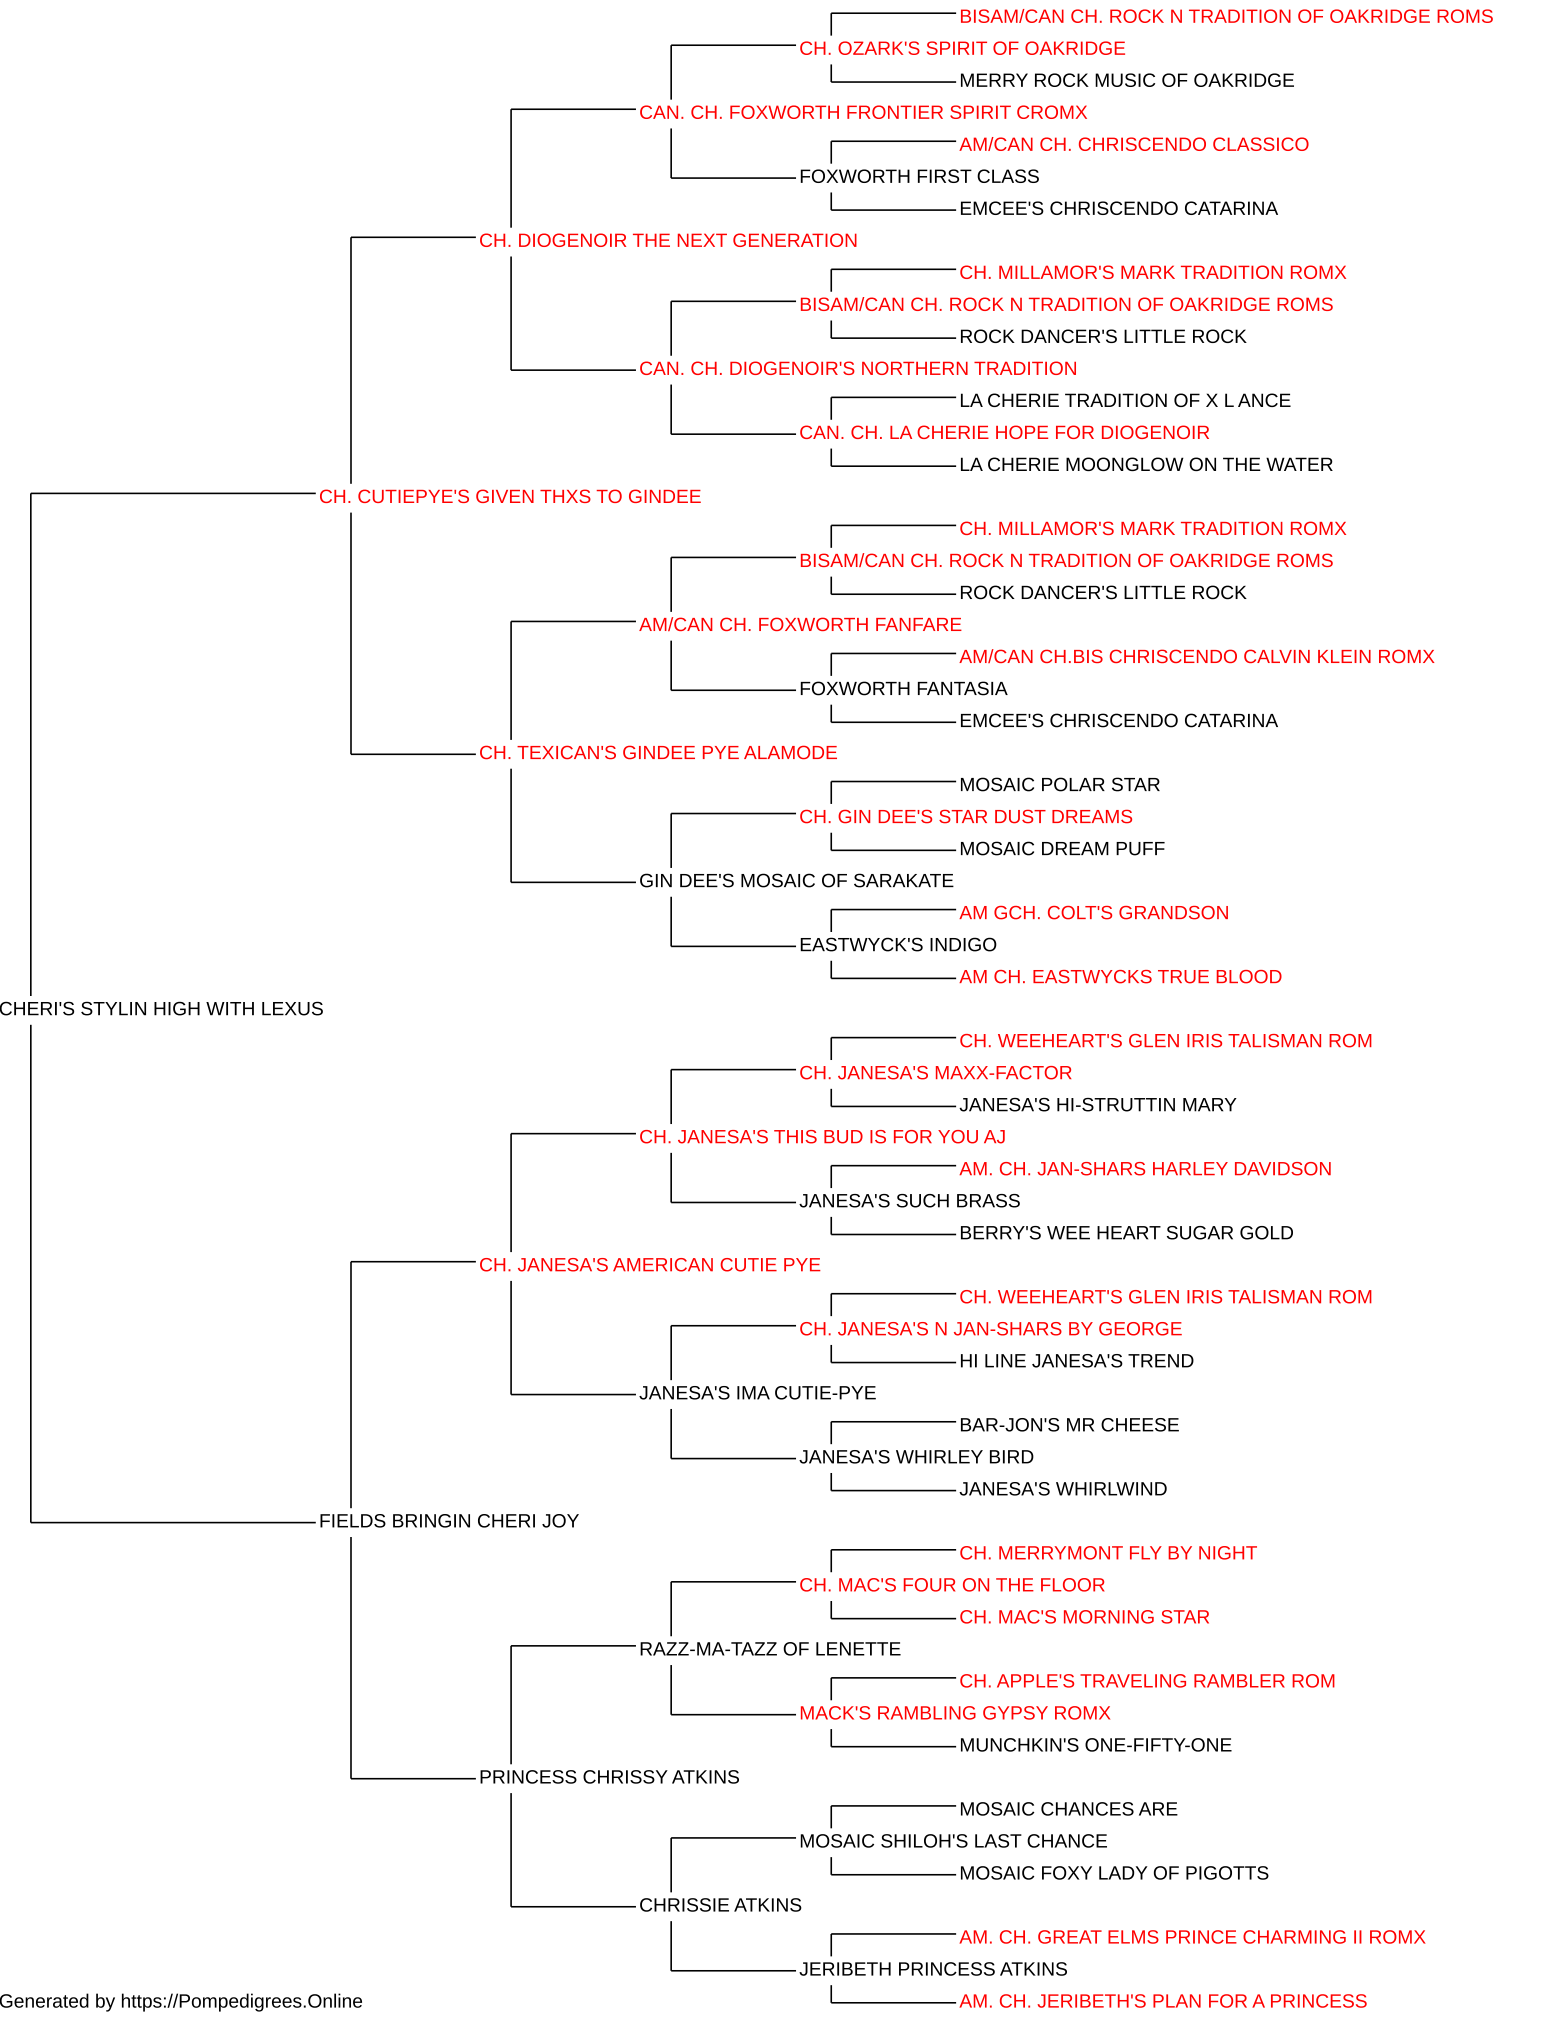 BISAM/CAN CH. ROCK N TRADITION OF OAKRIDGE ROMS
CH. OZARK'S SPIRIT OF OAKRIDGE
MERRY ROCK MUSIC OF OAKRIDGE
CAN. CH. FOXWORTH FRONTIER SPIRIT CROMX
AM/CAN CH. CHRISCENDO CLASSICO
FOXWORTH FIRST CLASS
EMCEE'S CHRISCENDO CATARINA
CH. DIOGENOIR THE NEXT GENERATION
CH. MILLAMOR'S MARK TRADITION ROMX
BISAM/CAN CH. ROCK N TRADITION OF OAKRIDGE ROMS
ROCK DANCER'S LITTLE ROCK
CAN. CH. DIOGENOIR'S NORTHERN TRADITION
LA CHERIE TRADITION OF X L ANCE
CAN. CH. LA CHERIE HOPE FOR DIOGENOIR
LA CHERIE MOONGLOW ON THE WATER
CH. CUTIEPYE'S GIVEN THXS TO GINDEE
CH. MILLAMOR'S MARK TRADITION ROMX
BISAM/CAN CH. ROCK N TRADITION OF OAKRIDGE ROMS
ROCK DANCER'S LITTLE ROCK
AM/CAN CH. FOXWORTH FANFARE
AM/CAN CH.BIS CHRISCENDO CALVIN KLEIN ROMX
FOXWORTH FANTASIA
EMCEE'S CHRISCENDO CATARINA
CH. TEXICAN'S GINDEE PYE ALAMODE
MOSAIC POLAR STAR
CH. GIN DEE'S STAR DUST DREAMS
MOSAIC DREAM PUFF
GIN DEE'S MOSAIC OF SARAKATE
AM GCH. COLT'S GRANDSON
EASTWYCK'S INDIGO
AM CH. EASTWYCKS TRUE BLOOD
CHERI'S STYLIN HIGH WITH LEXUS
CH. WEEHEART'S GLEN IRIS TALISMAN ROM
CH. JANESA'S MAXX-FACTOR
JANESA'S HI-STRUTTIN MARY
CH. JANESA'S THIS BUD IS FOR YOU AJ
AM. CH. JAN-SHARS HARLEY DAVIDSON
JANESA'S SUCH BRASS
BERRY'S WEE HEART SUGAR GOLD
CH. JANESA'S AMERICAN CUTIE PYE
CH. WEEHEART'S GLEN IRIS TALISMAN ROM
CH. JANESA'S N JAN-SHARS BY GEORGE
HI LINE JANESA'S TREND
JANESA'S IMA CUTIE-PYE
BAR-JON'S MR CHEESE
JANESA'S WHIRLEY BIRD
JANESA'S WHIRLWIND
FIELDS BRINGIN CHERI JOY
CH. MERRYMONT FLY BY NIGHT
CH. MAC'S FOUR ON THE FLOOR
CH. MAC'S MORNING STAR
RAZZ-MA-TAZZ OF LENETTE
CH. APPLE'S TRAVELING RAMBLER ROM
MACK'S RAMBLING GYPSY ROMX
MUNCHKIN'S ONE-FIFTY-ONE
PRINCESS CHRISSY ATKINS
MOSAIC CHANCES ARE
MOSAIC SHILOH'S LAST CHANCE
MOSAIC FOXY LADY OF PIGOTTS
CHRISSIE ATKINS
AM. CH. GREAT ELMS PRINCE CHARMING II ROMX
JERIBETH PRINCESS ATKINS
AM. CH. JERIBETH'S PLAN FOR A PRINCESS
Generated by https://Pompedigrees.Online